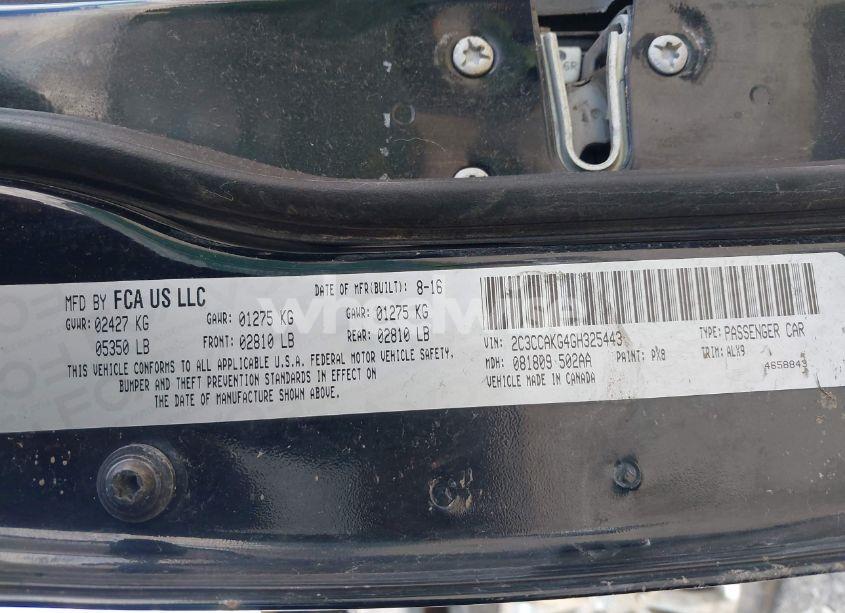 MFD BY FCA US LLC
DATE OF MFR(BUILT): 8-16
GVWR: 02427 KG
GAWR: 01275 KG
GAWR: 01275 KG
05350 LB
FRONT: 02810 LB
REAR: 02810 LB
THIS VEHICLE CONFORMS TO ALL APPLICABLE U.S.A. FEDERAL MOTOR VEHICLE SAFETY,
BUMPER AND THEFT PREVENTION STANDARDS IN EFFECT ON
THE DATE OF MANUFACTURE SHOWN ABOVE.
VIN: 2C3CCAKG4GH325443
TYPE: PASSENGER CAR
MDH: 081809 502AA
PAINT: PX8
TRIM: ALX9
VEHICLE MADE IN CANADA
4658843